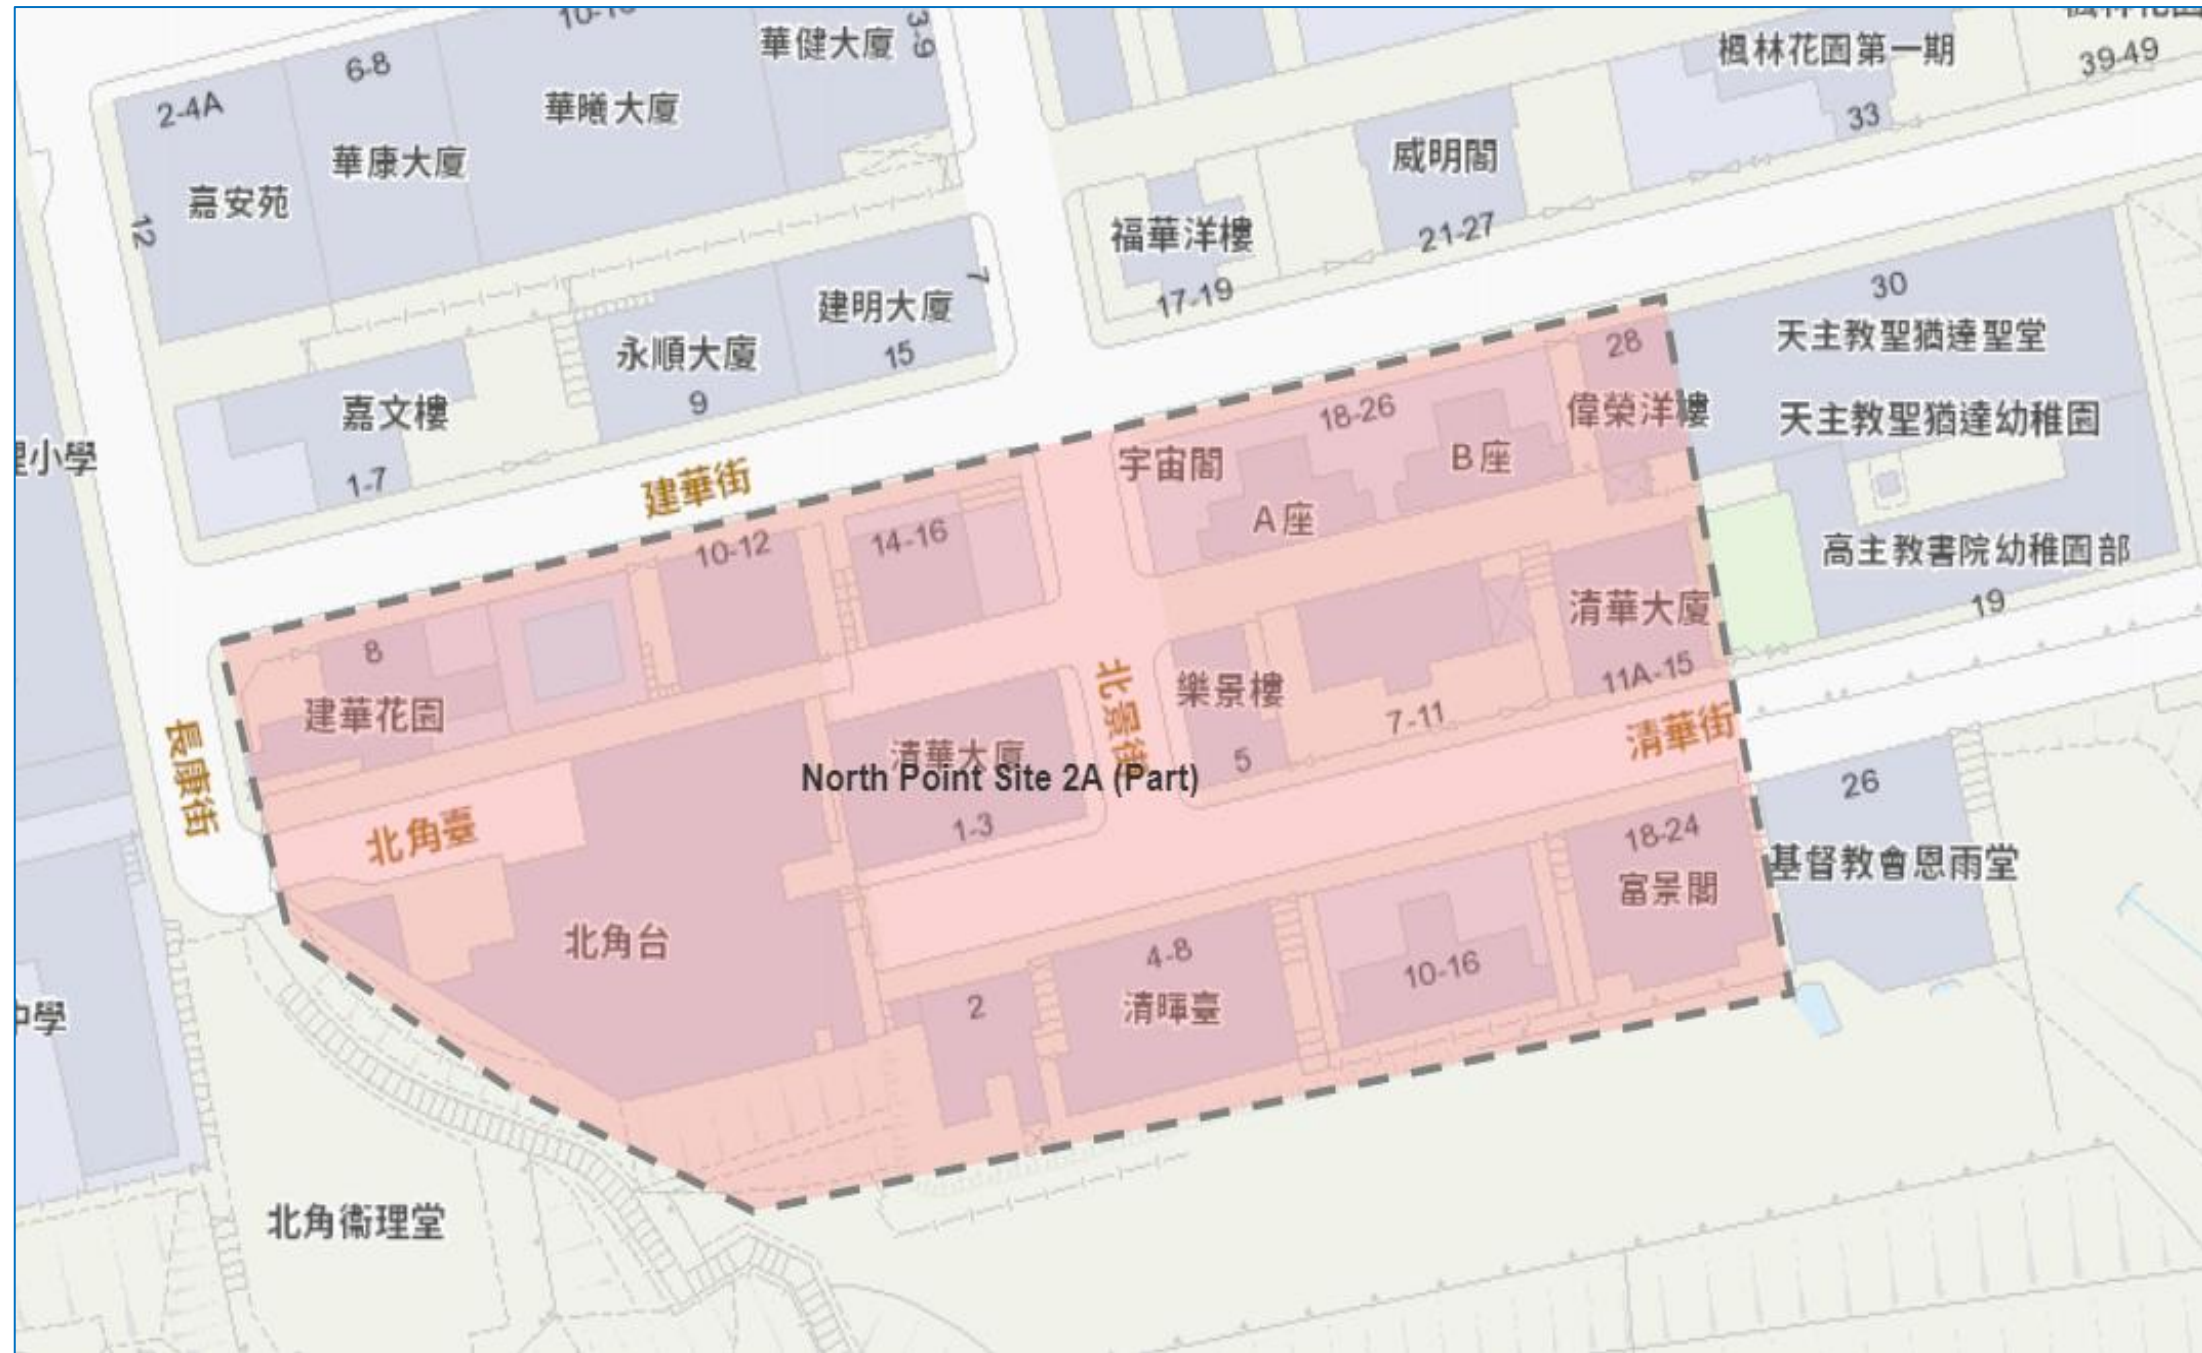 10-1
3-9
華健大廈
6-8
2-4A
華曦大廈
華康大廈
嘉安苑
12
楓林花園第一期
39-49
33
威明閣
21-27
福華洋樓
17-19
7
建明大廈
15
永順大廈
9
嘉文樓
1-7
30
天主教聖猶達聖堂
天主教聖猶達幼稚園
高主教書院幼稚園部
19
小學
建華街
28
偉榮洋樓
18-26
宇宙閣
B座
A座
10-12
14-16
8
建華花園
清華大廈
11A-15
樂景樓
7-11
5
北景街
清華街
長康街
清華大廈
North Point Site 2A (Part)
1-3
北角臺
北角台
26
基督教會恩雨堂
18-24
富景閣
4-8
清暉臺
10-16
2
中學
北角衞理堂